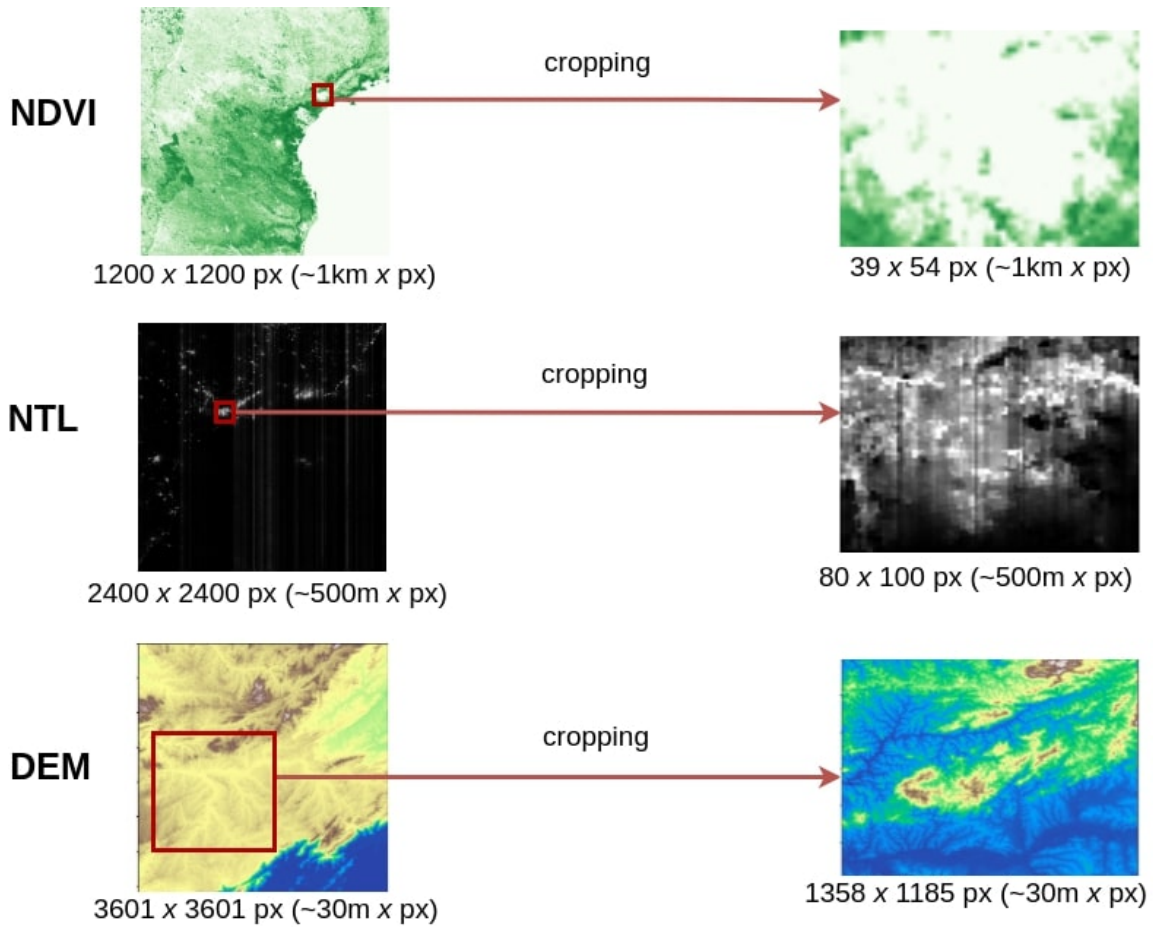 cropping
NDVI
1200 x 1200 px (~1km x px)
39 x 54 px (~1km x px)
cropping
NTL
2400 x 2400 px (~500m x px)
80 x 100 px (~500m x px)
cropping
DEM
3601 x 3601 px (~30m x px)
1358 x 1185 px (~30m x px)